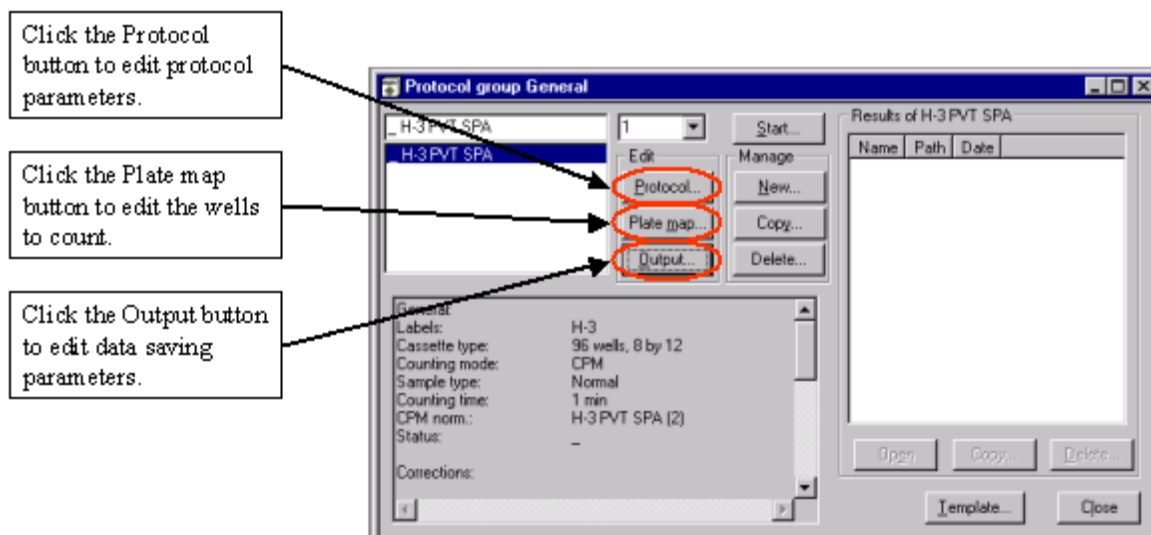 Click the Protocol
button to edit protocol
parameters.
Click the Plate map
button to edit the wells
to count.
Click the Output button
to edit data saving
parameters.
Protocol group General
_ H-3 PVT SPA
1
Start...
_ H-3 PVT SPA
Edit
Protocol...
Plate map...
Output...
Manage
New...
Copy...
Delete...
Results of H-3 PVT SPA
Name Path Date
General:
Labels: H-3
Cassette type: 96 wells, 8 by 12
Counting mode: CPM
Sample type: Normal
Counting time: 1 min
CPM norm.: H-3 PVT SPA (2)
Status: _
Corrections:
Open
Copy...
Delete...
Template...
Close